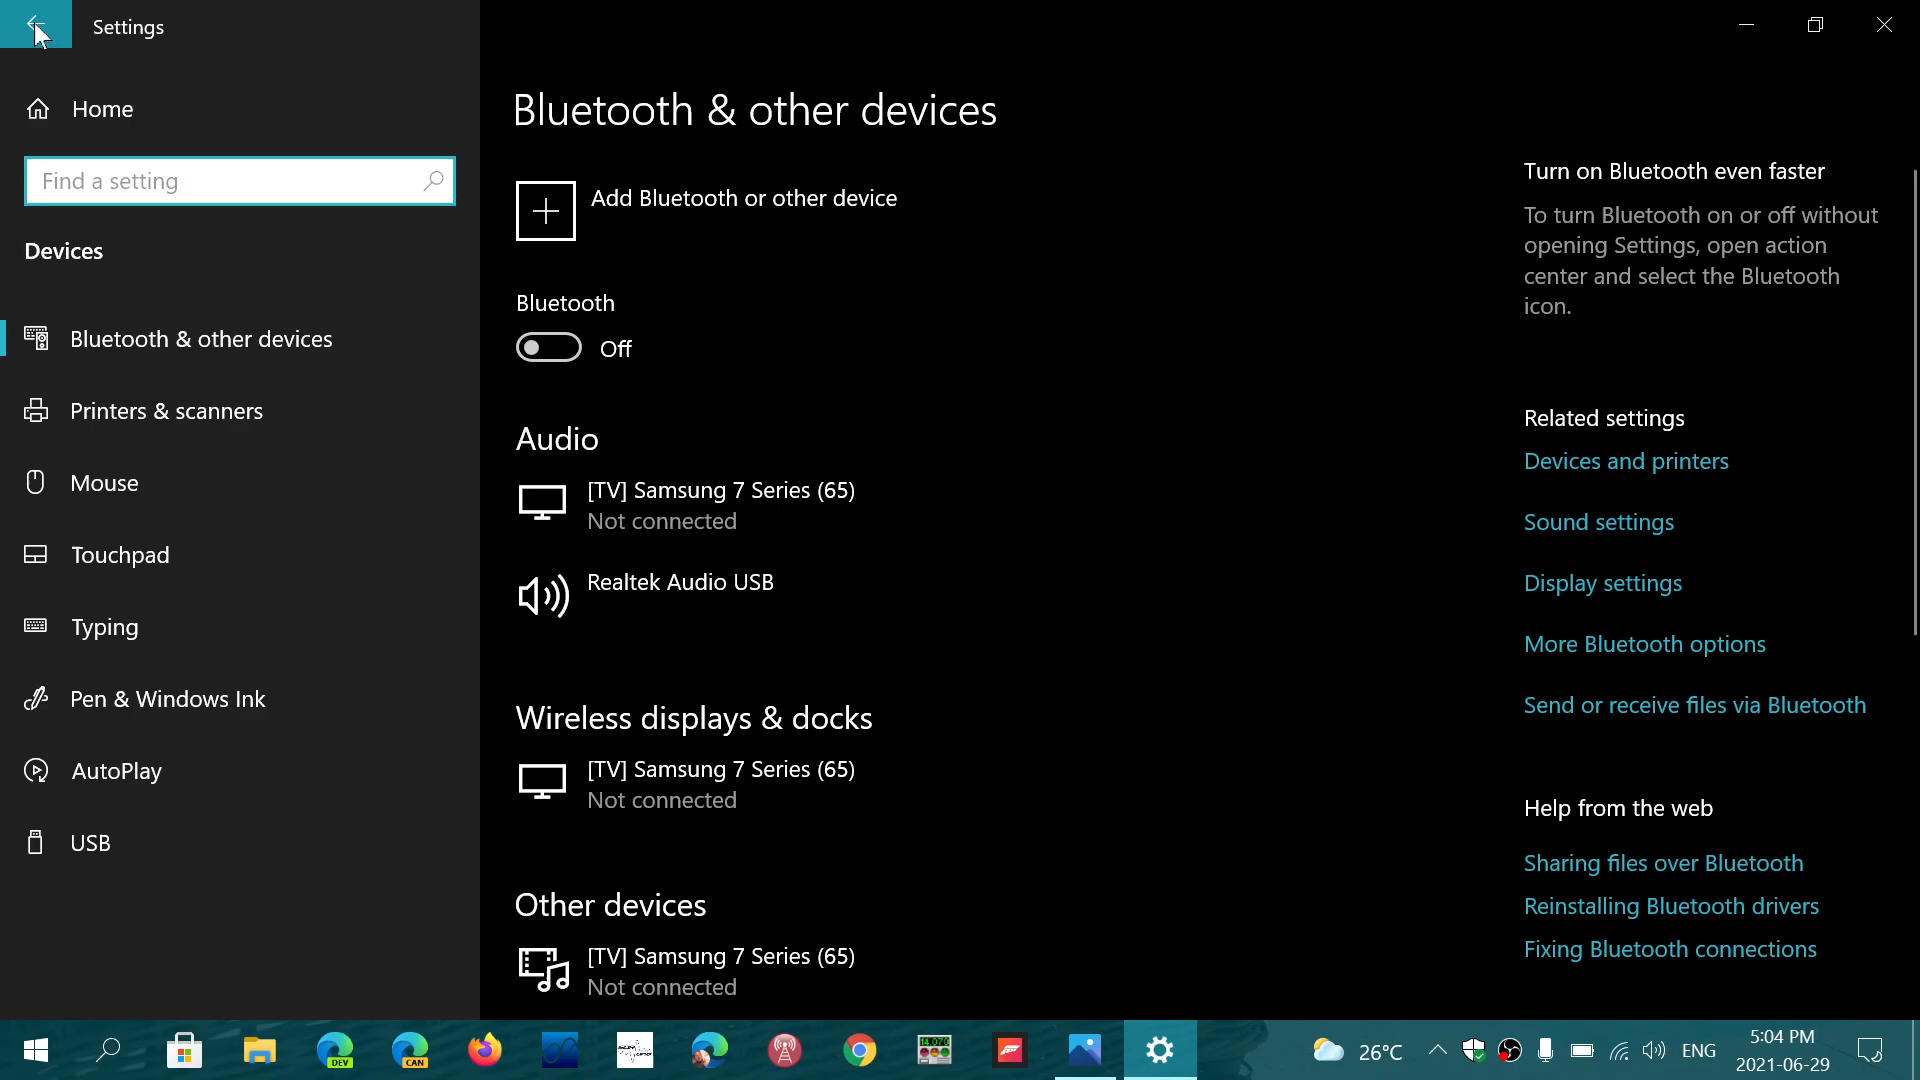 Settings
Home
Find a setting
Devices
Bluetooth & other devices
Printers & scanners
Mouse
Touchpad
Typing
Pen & Windows Ink
AutoPlay
USB
Bluetooth & other devices
Add Bluetooth or other device
Bluetooth
Off
Audio
[TV] Samsung 7 Series (65)
Not connected
Realtek Audio USB
Wireless displays & docks
[TV] Samsung 7 Series (65)
Not connected
Other devices
[TV] Samsung 7 Series (65)
Not connected
Turn on Bluetooth even faster
To turn Bluetooth on or off without
opening Settings, open action
center and select the Bluetooth
icon.
Related settings
Devices and printers
Sound settings
Display settings
More Bluetooth options
Send or receive files via Bluetooth
Help from the web
Sharing files over Bluetooth
Reinstalling Bluetooth drivers
Fixing Bluetooth connections
DEV
CAN
26°C
ENG
5:04 PM
2021-06-29